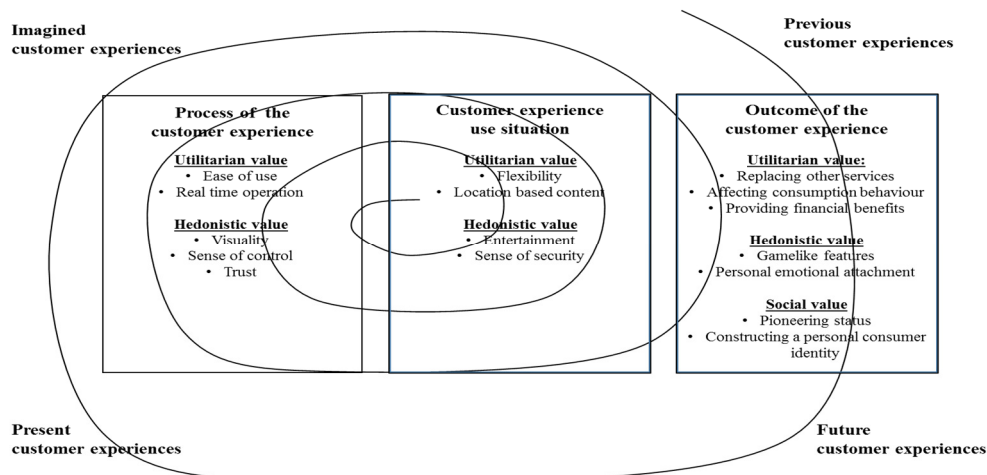 Imagined
customer experiences
Previous
customer experiences
Process of the
customer experience
Utilitarian value
• Ease of use
• Real time operation
Hedonistic value
• Visuality
• Sense of control
• Trust
Customer experience
use situation
Utilitarian value
• Flexibility
• Location based content
Hedonistic value
• Entertainment
• Sense of security
Outcome of the
customer experience
Utilitarian value:
• Replacing other services
• Affecting consumption behaviour
• Providing financial benefits
Hedonistic value
• Gamelike features
• Personal emotional attachment
Social value
• Pioneering status
• Constructing a personal consumer
identity
Present
customer experiences
Future
customer experiences